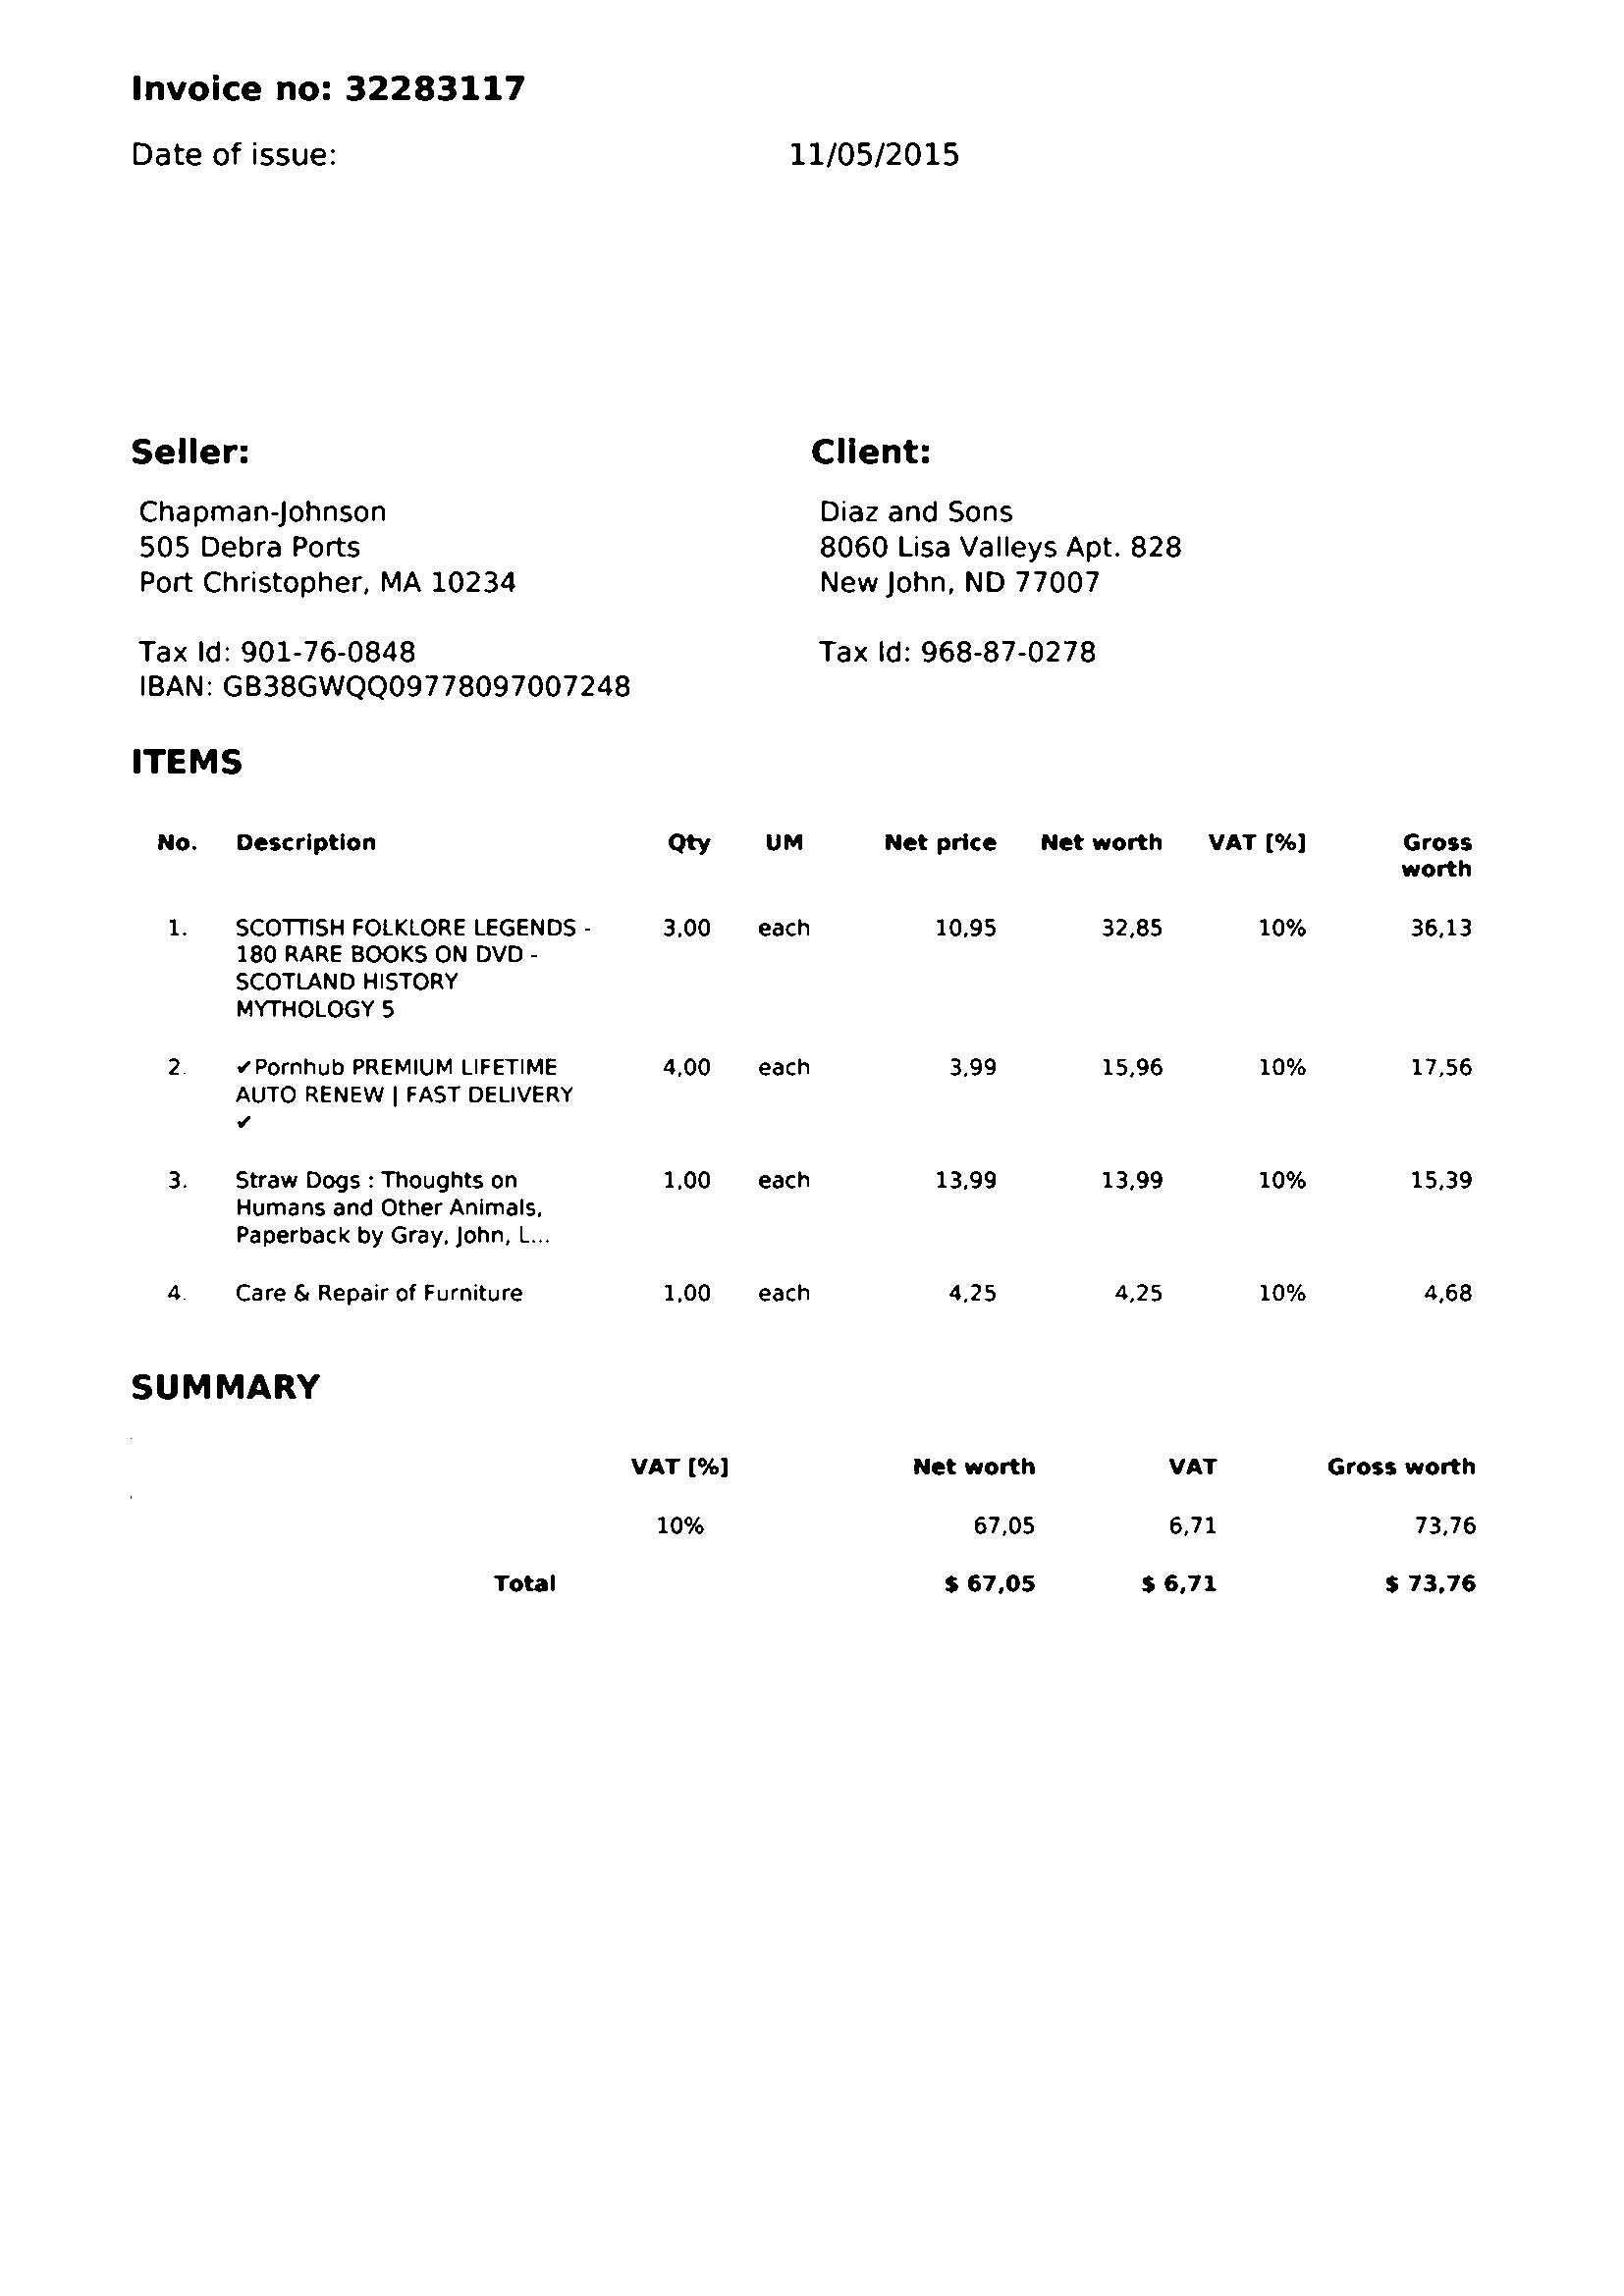 Invoice no: 32283117
Date of issue: 11/05/2015
Seller: Client:
Chapman-Johnson Diaz and Sons
505 Debra Ports 8060 Lisa Valleys Apt. 828
Port Christopher, MA 10234 New John, ND 77007
Tax Id: 901-76-0848 Tax Id: 968-87-0278
IBAN: GB38GWQQ09778097007248
ITEMS
No. Description Qty UM Net price Net worth VAT [%] Gross
worth
1. SCOTTISH FOLKLORE LEGENDS - 3,00 each 10,95 32,85 10% 36,13
180 RARE BOOKS ON DVD -
SCOTLAND HISTORY
MYTHOLOGY 5
2. ✔Pornhub PREMIUM LIFETIME 4,00 each 3,99 15,96 10% 17,56
AUTO RENEW | FAST DELIVERY
✔
3. Straw Dogs : Thoughts on 1,00 each 13,99 13,99 10% 15,39
Humans and Other Animals,
Paperback by Gray, John, L...
4. Care & Repair of Furniture 1,00 each 4,25 4,25 10% 4,68
SUMMARY
VAT [%] Net worth VAT Gross worth
10% 67,05 6,71 73,76
Total $ 67,05 $ 6,71 $ 73,76